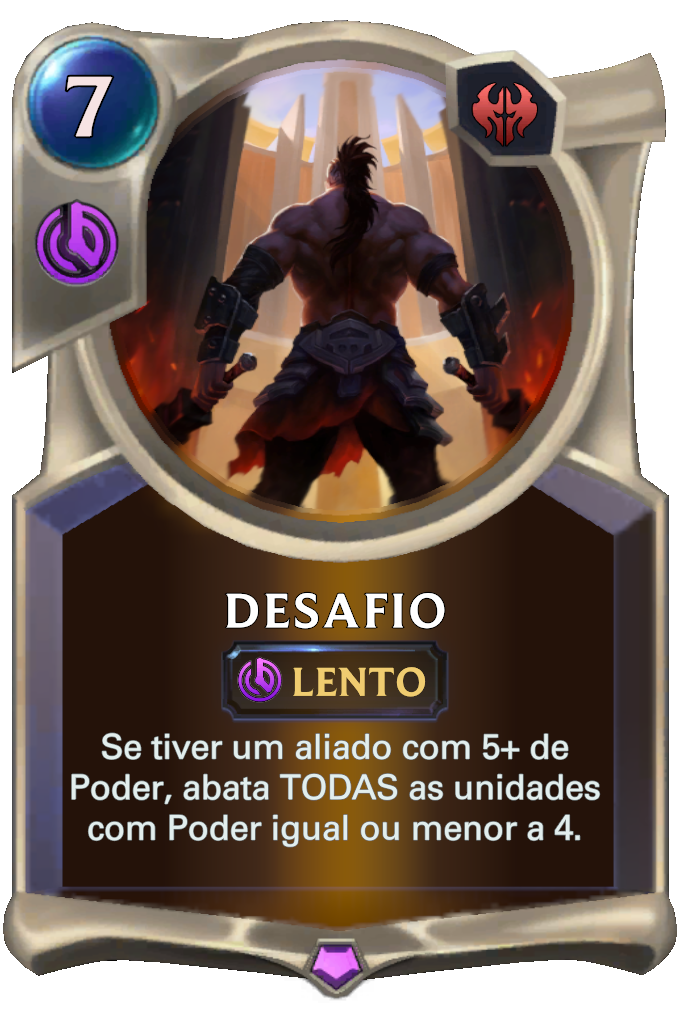 7
DESAFIO
LENTO
Se tiver um aliado com 5+ de
Poder, abata TODAS as unidades
com Poder igual ou menor a 4.